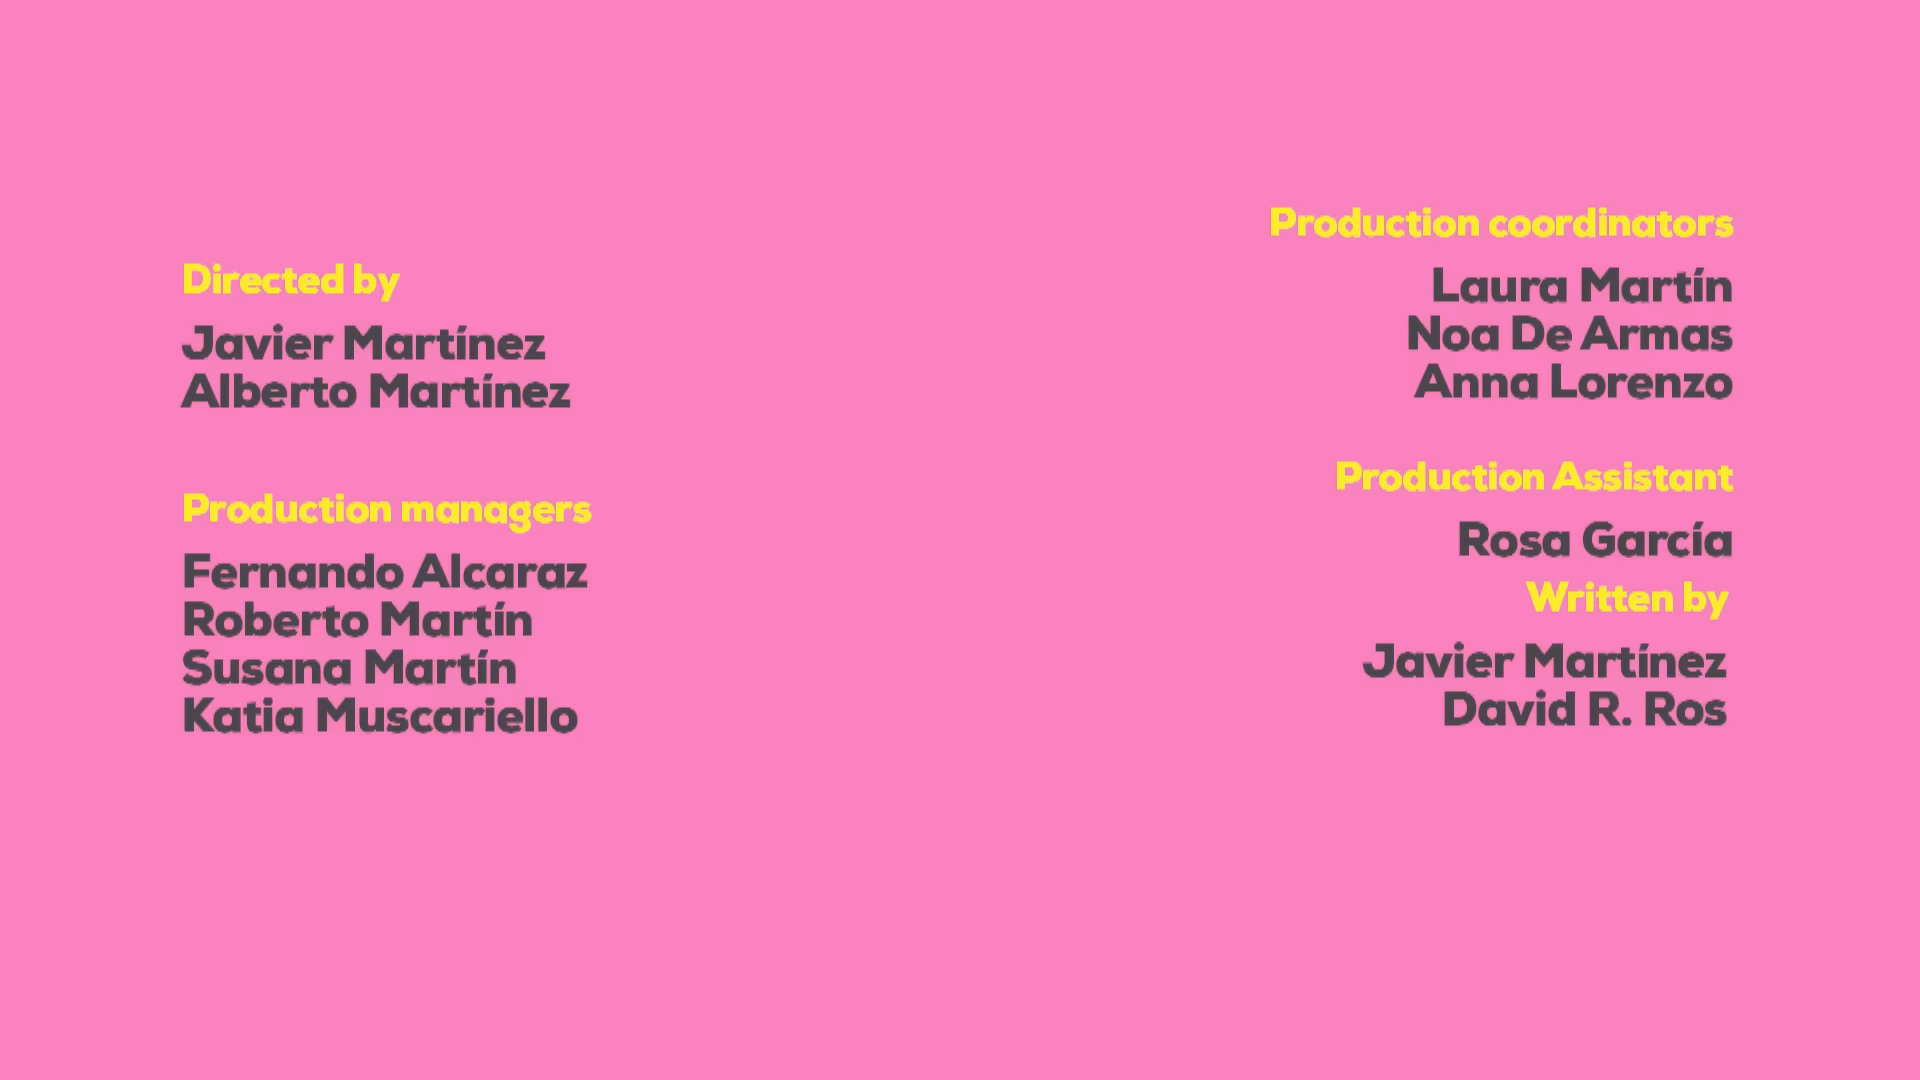 Directed by
Javier Martínez
Alberto Martínez
Production managers
Fernando Alcaraz
Roberto Martín
Susana Martín
Katia Muscariello
Production coordinators
Laura Martín
Noa De Armas
Anna Lorenzo
Production Assistant
Rosa García
Written by
Javier Martínez
David R. Ros